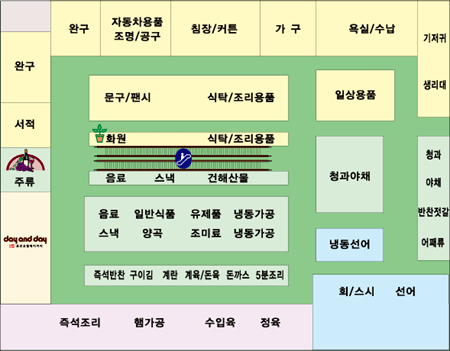 완구
자동차용품
조명/공구
침장/커튼
가 구
욕실/수납
기저귀
생리대
완구
서적
주류
day and day
문구/팬시 식탁/조리용품
일상용품
화원 식탁/조리용품
음료 스낵 건해산물
청과야채
청과
야채
반찬젓갈
어패류
음료 일반식품 유제품 냉동가공
스낵 양곡 조미료 냉동가공
냉동선어
즉석반찬 구이김 계란 계육/돈육 돈까스 5분조리
회/스시 선어
즉석조리 햄가공 수입육 정육